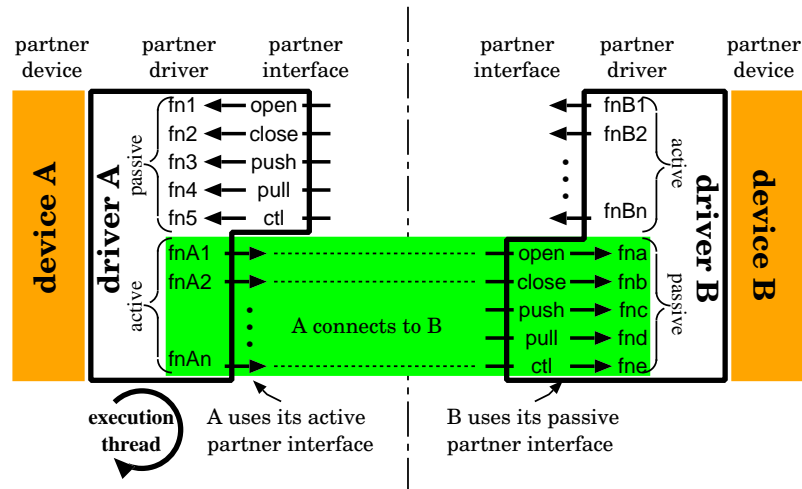 partner partner partner
device driver interface
partner partner partner
interface driver device
device A
driver A
passive
fn1 open
fn2 close
fn3 push
fn4 pull
fn5 ctl
active
fnA1
fnA2
fnAn
A connects to B
fnB1
fnB2
fnBn
active
open fna
close fnb
push fnc
pull fnd
ctl fne
passive
driver B
device B
execution
thread
A uses its active
partner interface
B uses its passive
partner interface